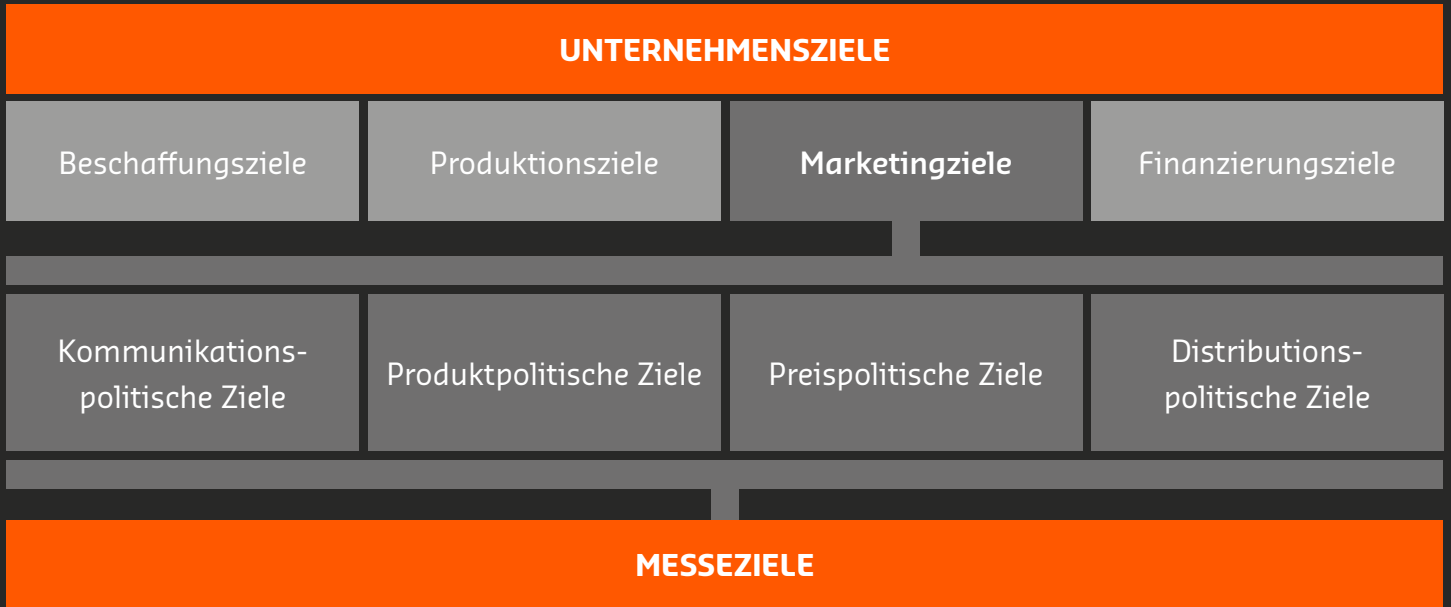 UNTERNEHMENSZIELE
Beschaffungsziele
Produktionsziele
Marketingziele
Finanzierungsziele
Kommunikations-
politische Ziele
Produktpolitische Ziele
Preispolitische Ziele
Distributions-
politische Ziele
MESSEZIELE